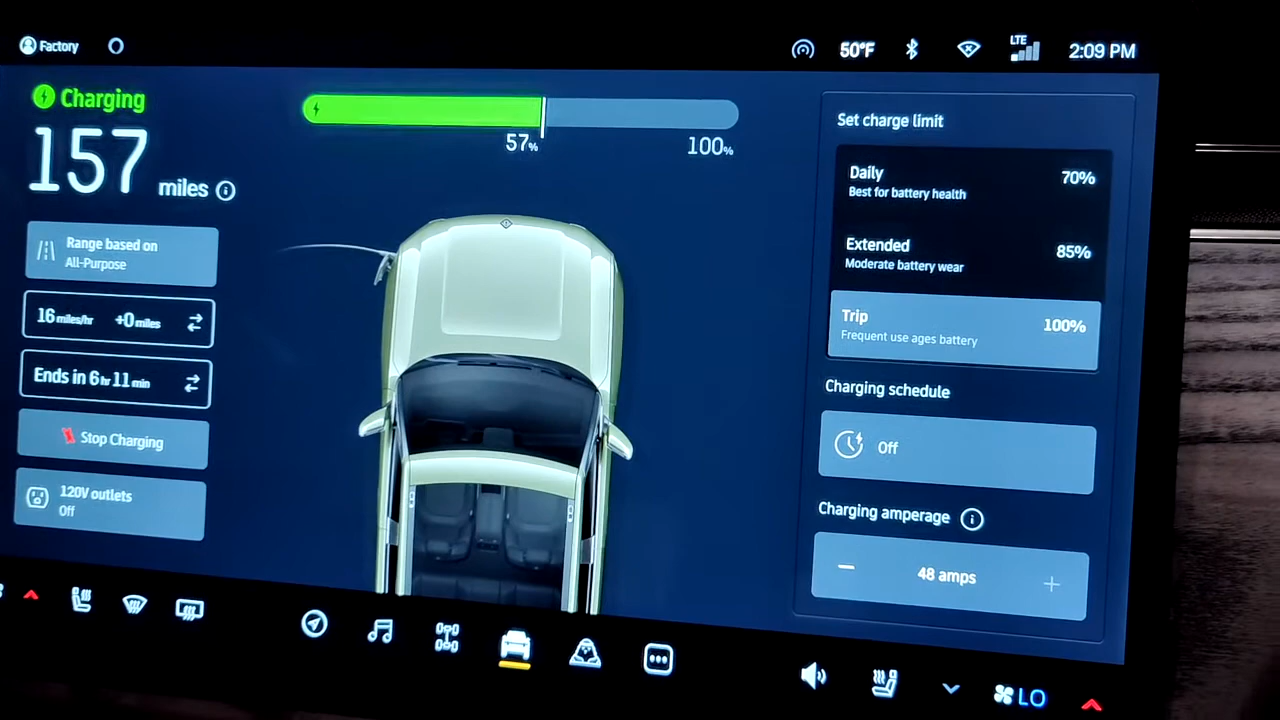 Factory
50°F
LTE
2:09 PM
Charging
157 miles
57%
100%
Range based on
All-Purpose
16 miles/hr +0 miles
Ends in 6 hr 11 min
Stop Charging
120V outlets
Off
Set charge limit
Daily 70%
Best for battery health
Extended 85%
Moderate battery wear
Trip 100%
Frequent use ages battery
Charging schedule
Off
Charging amperage
48 amps
LO